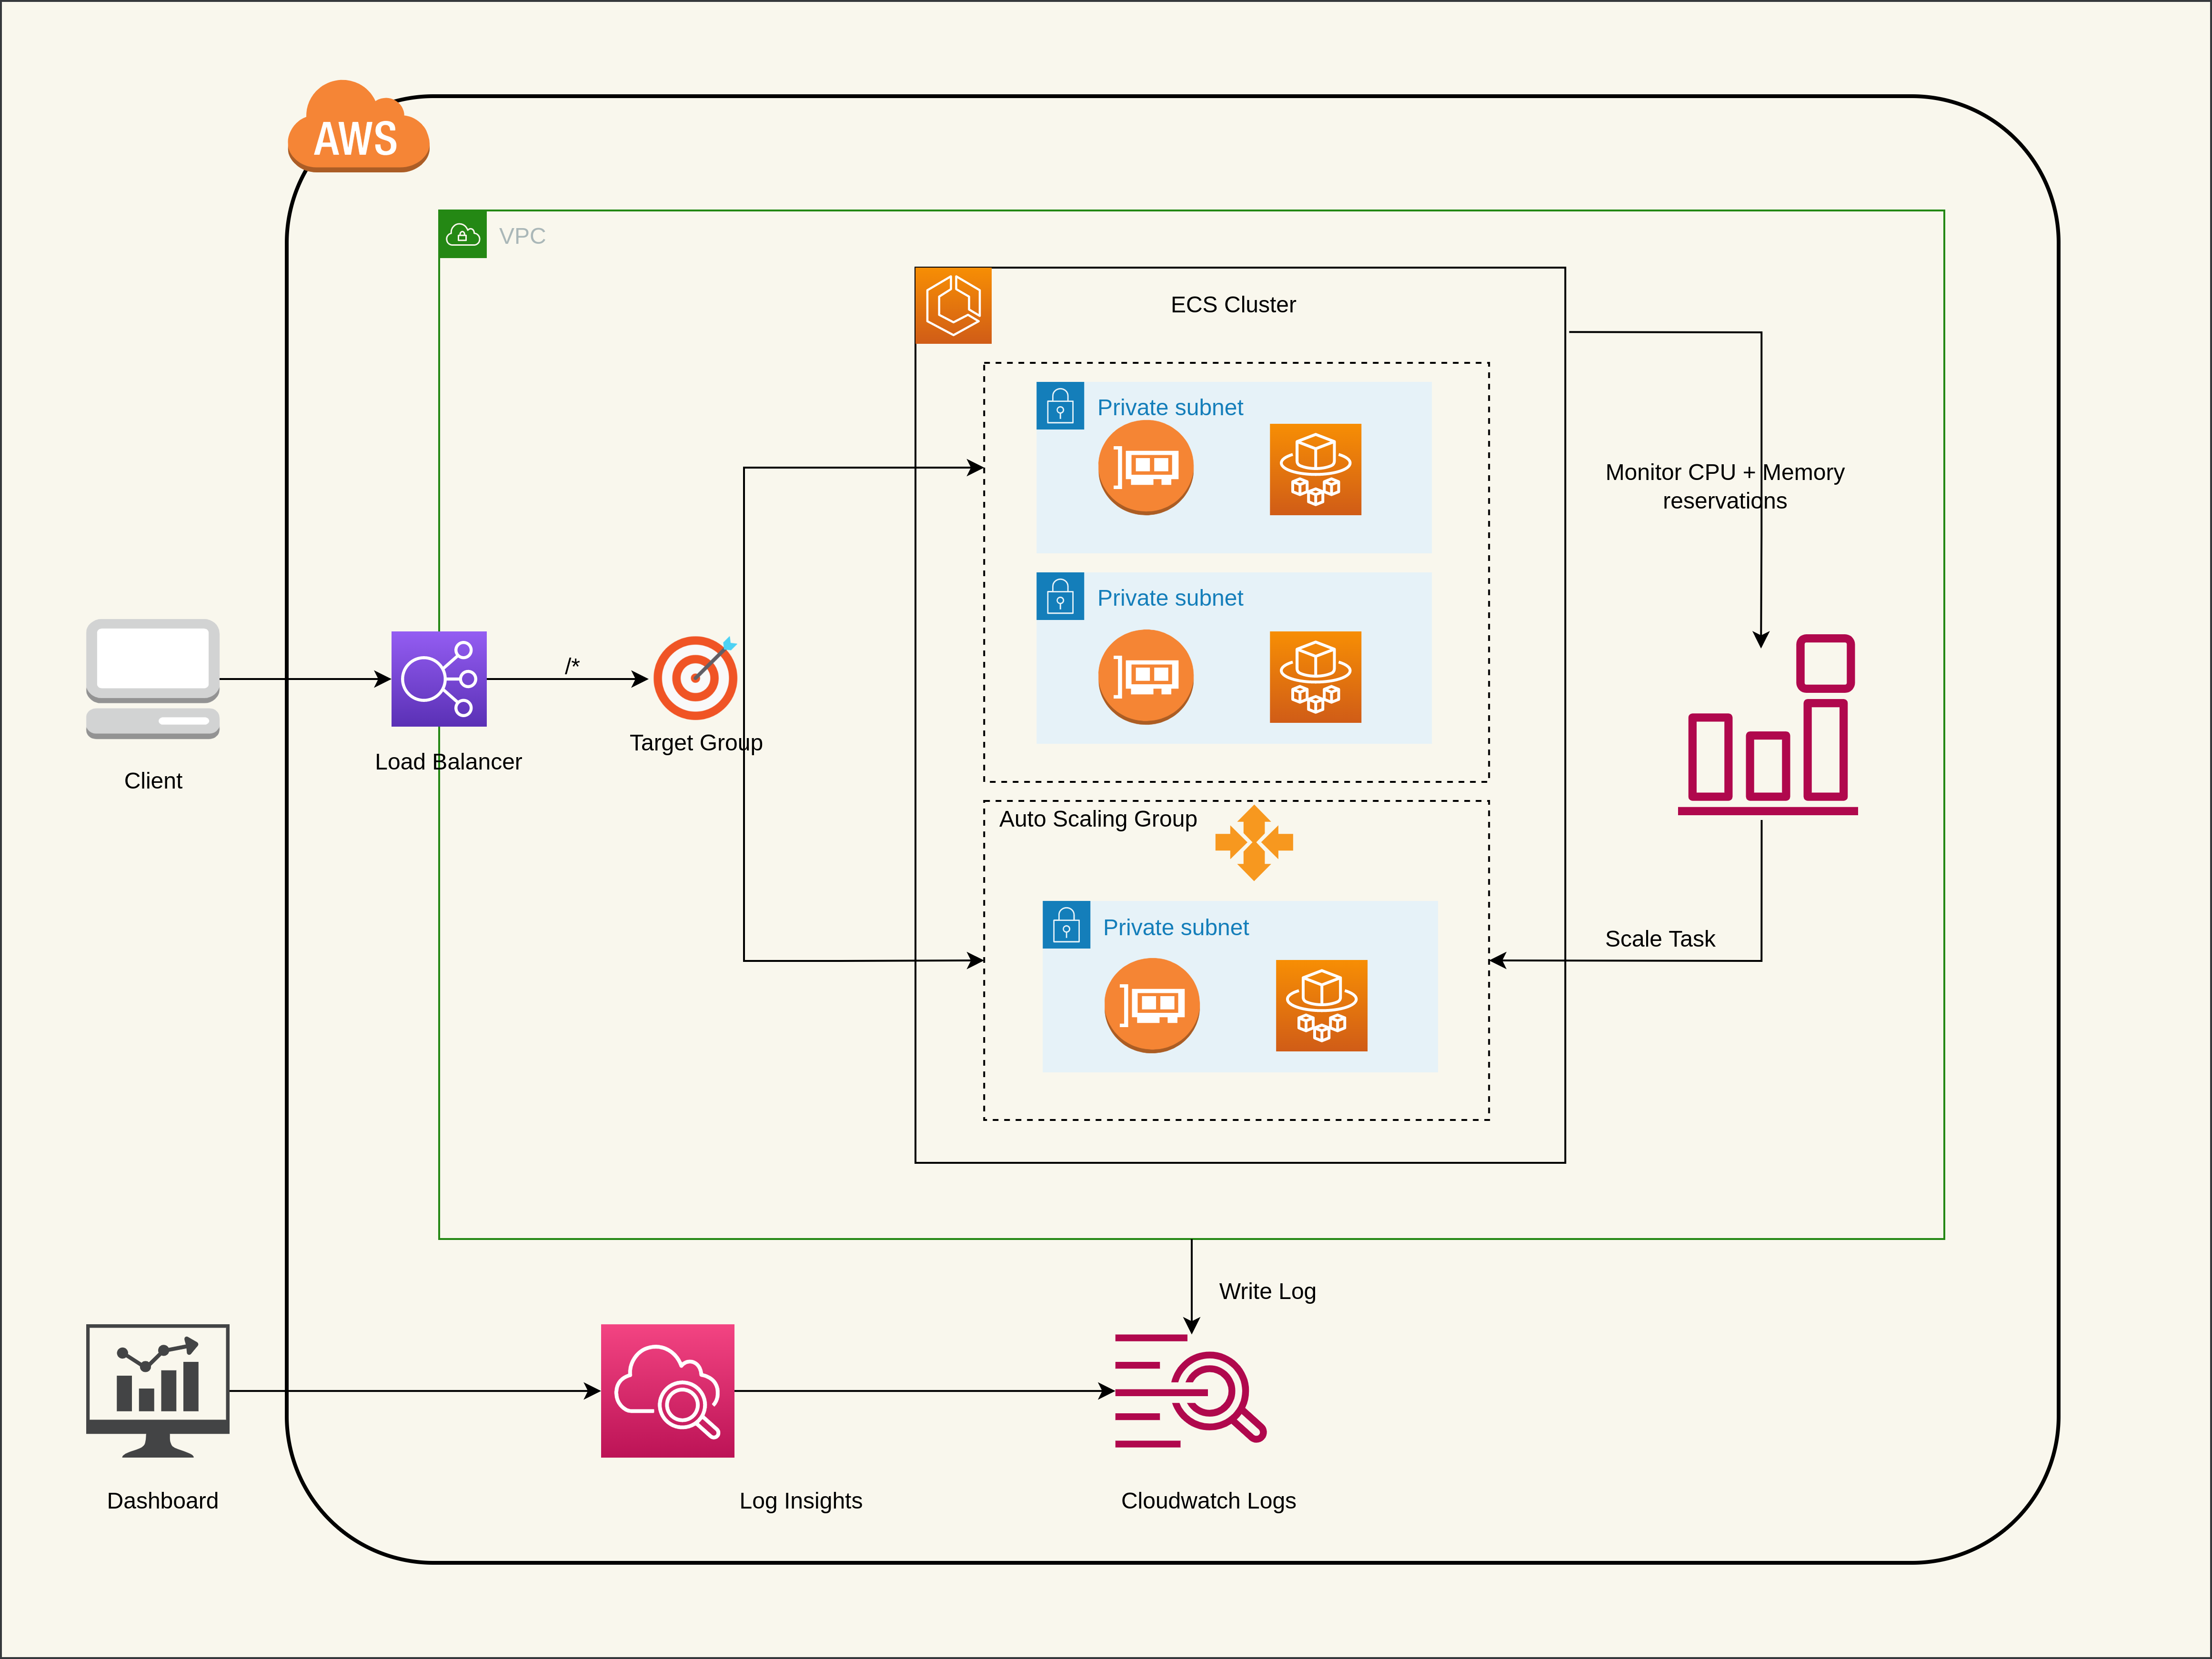 AWS
VPC
ECS Cluster
Private subnet
Monitor CPU + Memory
reservations
Private subnet
/*
Target Group
Load Balancer
Client
Auto Scaling Group
Private subnet
Scale Task
Write Log
Dashboard
Log Insights
Cloudwatch Logs